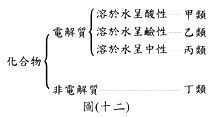 溶於水呈酸性 甲類
電解質 溶於水呈鹼性 乙類
溶於水呈中性 丙類
化合物
非電解質 丁類
圖(十二)